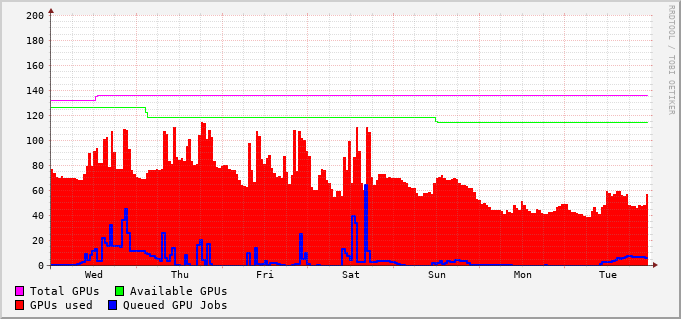 200
180
160
140
120
100
80
60
40
20
0
Wed Thu Fri Sat Sun Mon Tue
Total GPUs Available GPUs
GPUs used Queued GPU Jobs
RRDTOOL / TOBI OETIKER